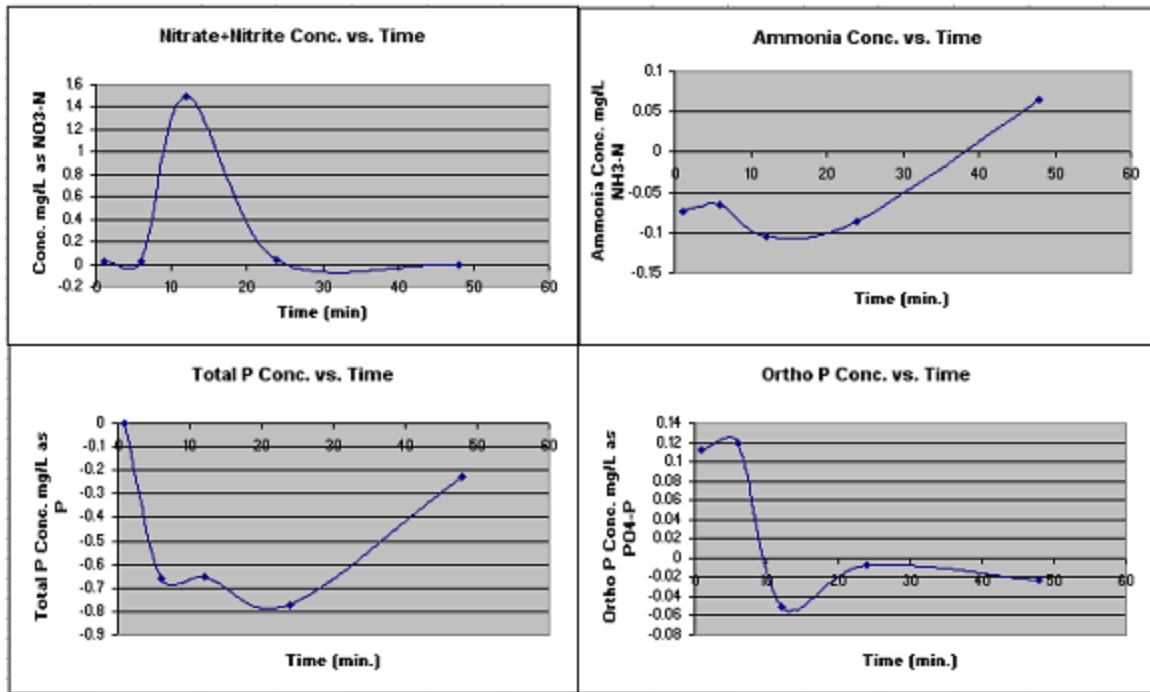 Nitrate+Nitrite Conc. vs. Time
Conc. mg/L as NO3-N
1.6
1.4
1.2
1
0.8
0.6
0.4
0.2
0
-0.2
0 10 20 30 40 50 60
Time (min)
Ammonia Conc. vs. Time
Ammonia Conc. mg/L
NH3-N
0.1
0.05
0
-0.05
-0.1
-0.15
0 10 20 30 40 50 60
Time (min.)
Total P Conc. vs. Time
Total P Conc. mg/L as
P
0
-0.1
-0.2
-0.3
-0.4
-0.5
-0.6
-0.7
-0.8
-0.9
0 10 20 30 40 50 60
Time (min.)
Ortho P Conc. vs. Time
Ortho P Conc. mg/L as
PO4-P
0.14
0.12
0.1
0.08
0.06
0.04
0.02
0
-0.02
-0.04
-0.06
-0.08
0 10 20 30 40 50 60
Time (min.)